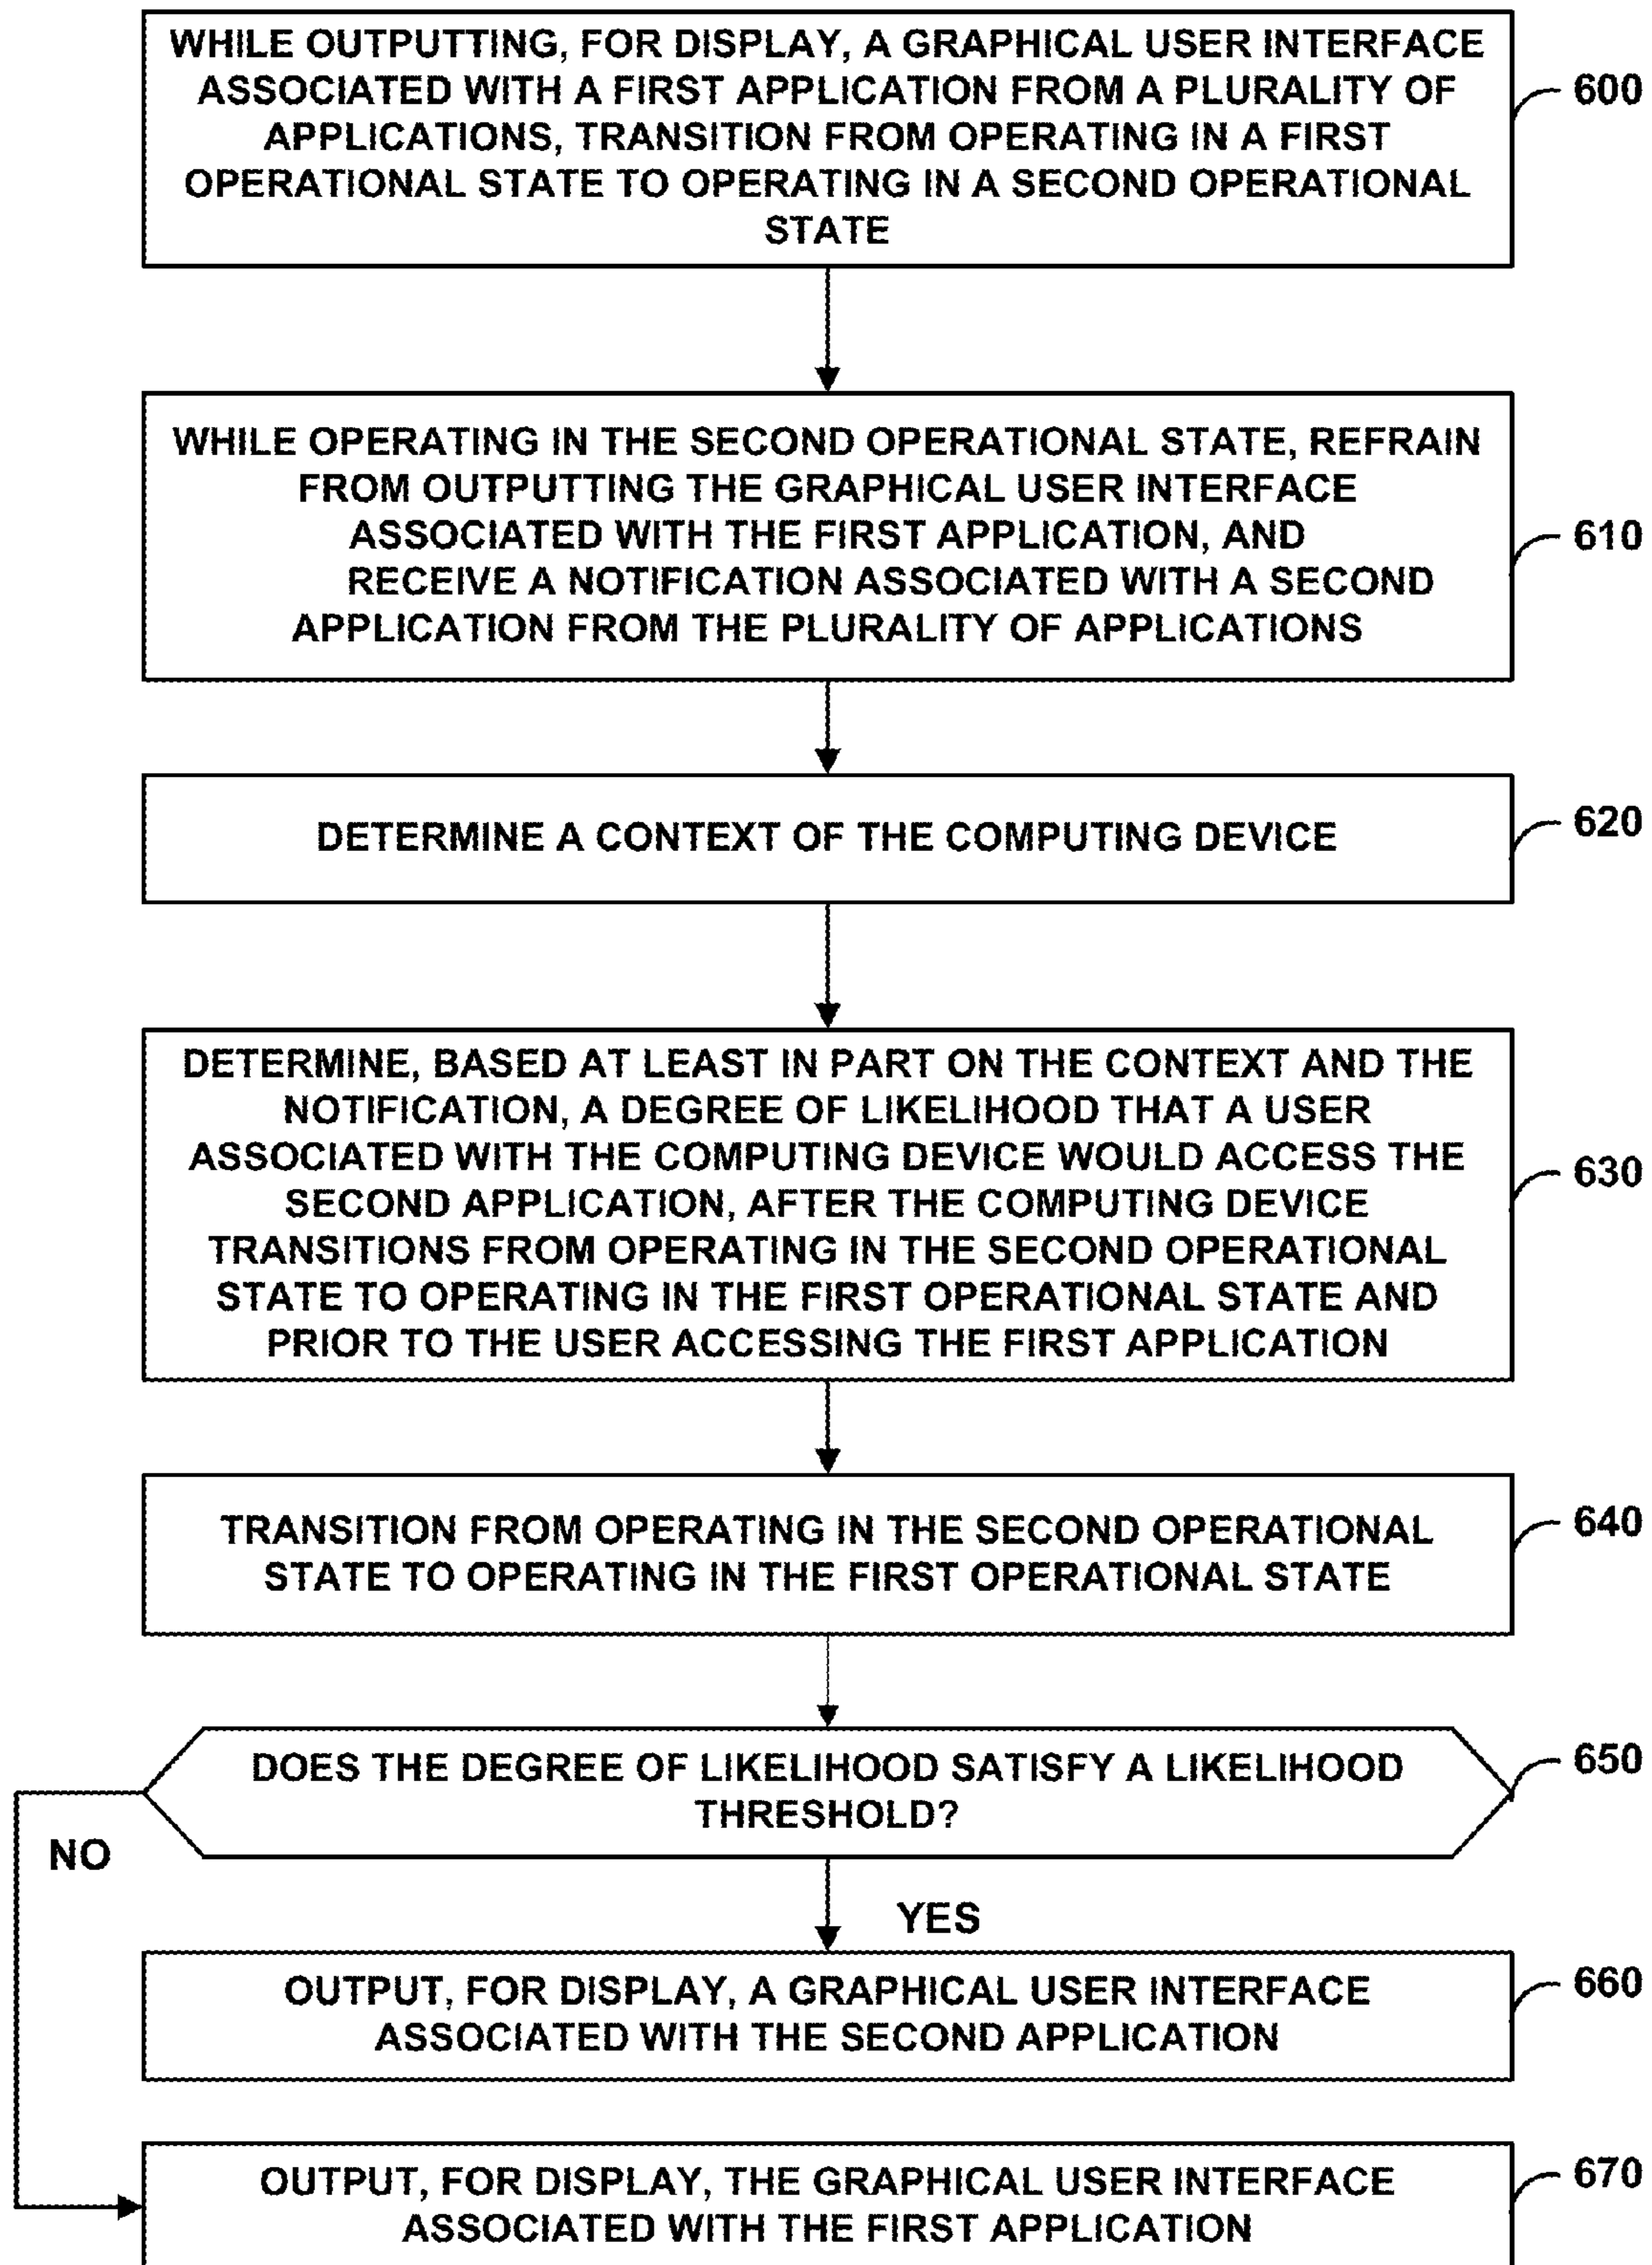 WHILE OUTPUTTING, FOR DISPLAY, A GRAPHICAL USER INTERFACE
ASSOCIATED WITH A FIRST APPLICATION FROM A PLURALITY OF
APPLICATIONS, TRANSITION FROM OPERATING IN A FIRST
OPERATIONAL STATE TO OPERATING IN A SECOND OPERATIONAL
STATE
600
WHILE OPERATING IN THE SECOND OPERATIONAL STATE, REFRAIN
FROM OUTPUTTING THE GRAPHICAL USER INTERFACE
ASSOCIATED WITH THE FIRST APPLICATION, AND
RECEIVE A NOTIFICATION ASSOCIATED WITH A SECOND
APPLICATION FROM THE PLURALITY OF APPLICATIONS
610
DETERMINE A CONTEXT OF THE COMPUTING DEVICE
620
DETERMINE, BASED AT LEAST IN PART ON THE CONTEXT AND THE
NOTIFICATION, A DEGREE OF LIKELIHOOD THAT A USER
ASSOCIATED WITH THE COMPUTING DEVICE WOULD ACCESS THE
SECOND APPLICATION, AFTER THE COMPUTING DEVICE
TRANSITIONS FROM OPERATING IN THE SECOND OPERATIONAL
STATE TO OPERATING IN THE FIRST OPERATIONAL STATE AND
PRIOR TO THE USER ACCESSING THE FIRST APPLICATION
630
TRANSITION FROM OPERATING IN THE SECOND OPERATIONAL
STATE TO OPERATING IN THE FIRST OPERATIONAL STATE
640
DOES THE DEGREE OF LIKELIHOOD SATISFY A LIKELIHOOD
THRESHOLD?
650
NO
YES
OUTPUT, FOR DISPLAY, A GRAPHICAL USER INTERFACE
ASSOCIATED WITH THE SECOND APPLICATION
660
OUTPUT, FOR DISPLAY, THE GRAPHICAL USER INTERFACE
ASSOCIATED WITH THE FIRST APPLICATION
670